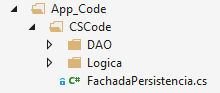 App_Code
CSCode
DAO
Logica
C# FachadaPersistencia.cs